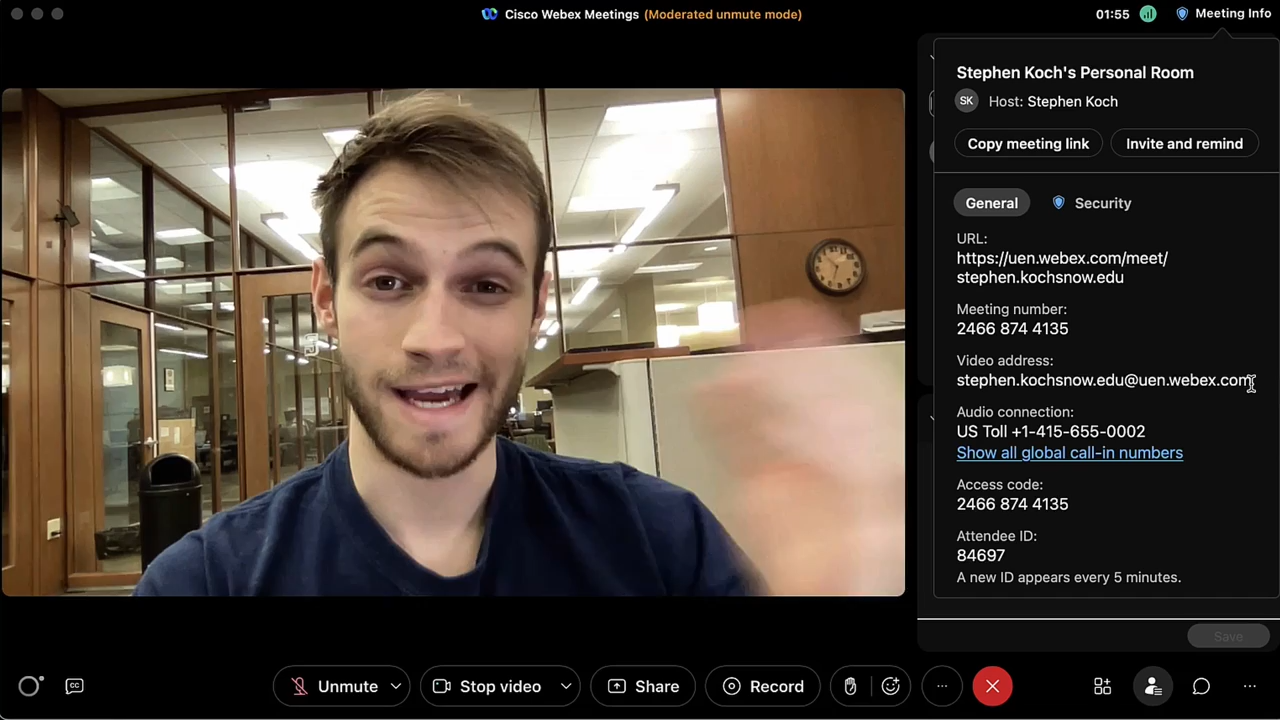 Cisco Webex Meetings (Moderated unmute mode)
01:55
Meeting Info
Stephen Koch's Personal Room
SK
Host: Stephen Koch
Copy meeting link
Invite and remind
General
Security
URL:
https://uen.webex.com/meet/
stephen.kochsnow.edu
Meeting number:
2466 874 4135
Video address:
stephen.kochsnow.edu@uen.webex.com
Audio connection:
US Toll +1-415-655-0002
Show all global call-in numbers
Access code:
2466 874 4135
Attendee ID:
84697
A new ID appears every 5 minutes.
Save
CC
Unmute
Stop video
Share
Record